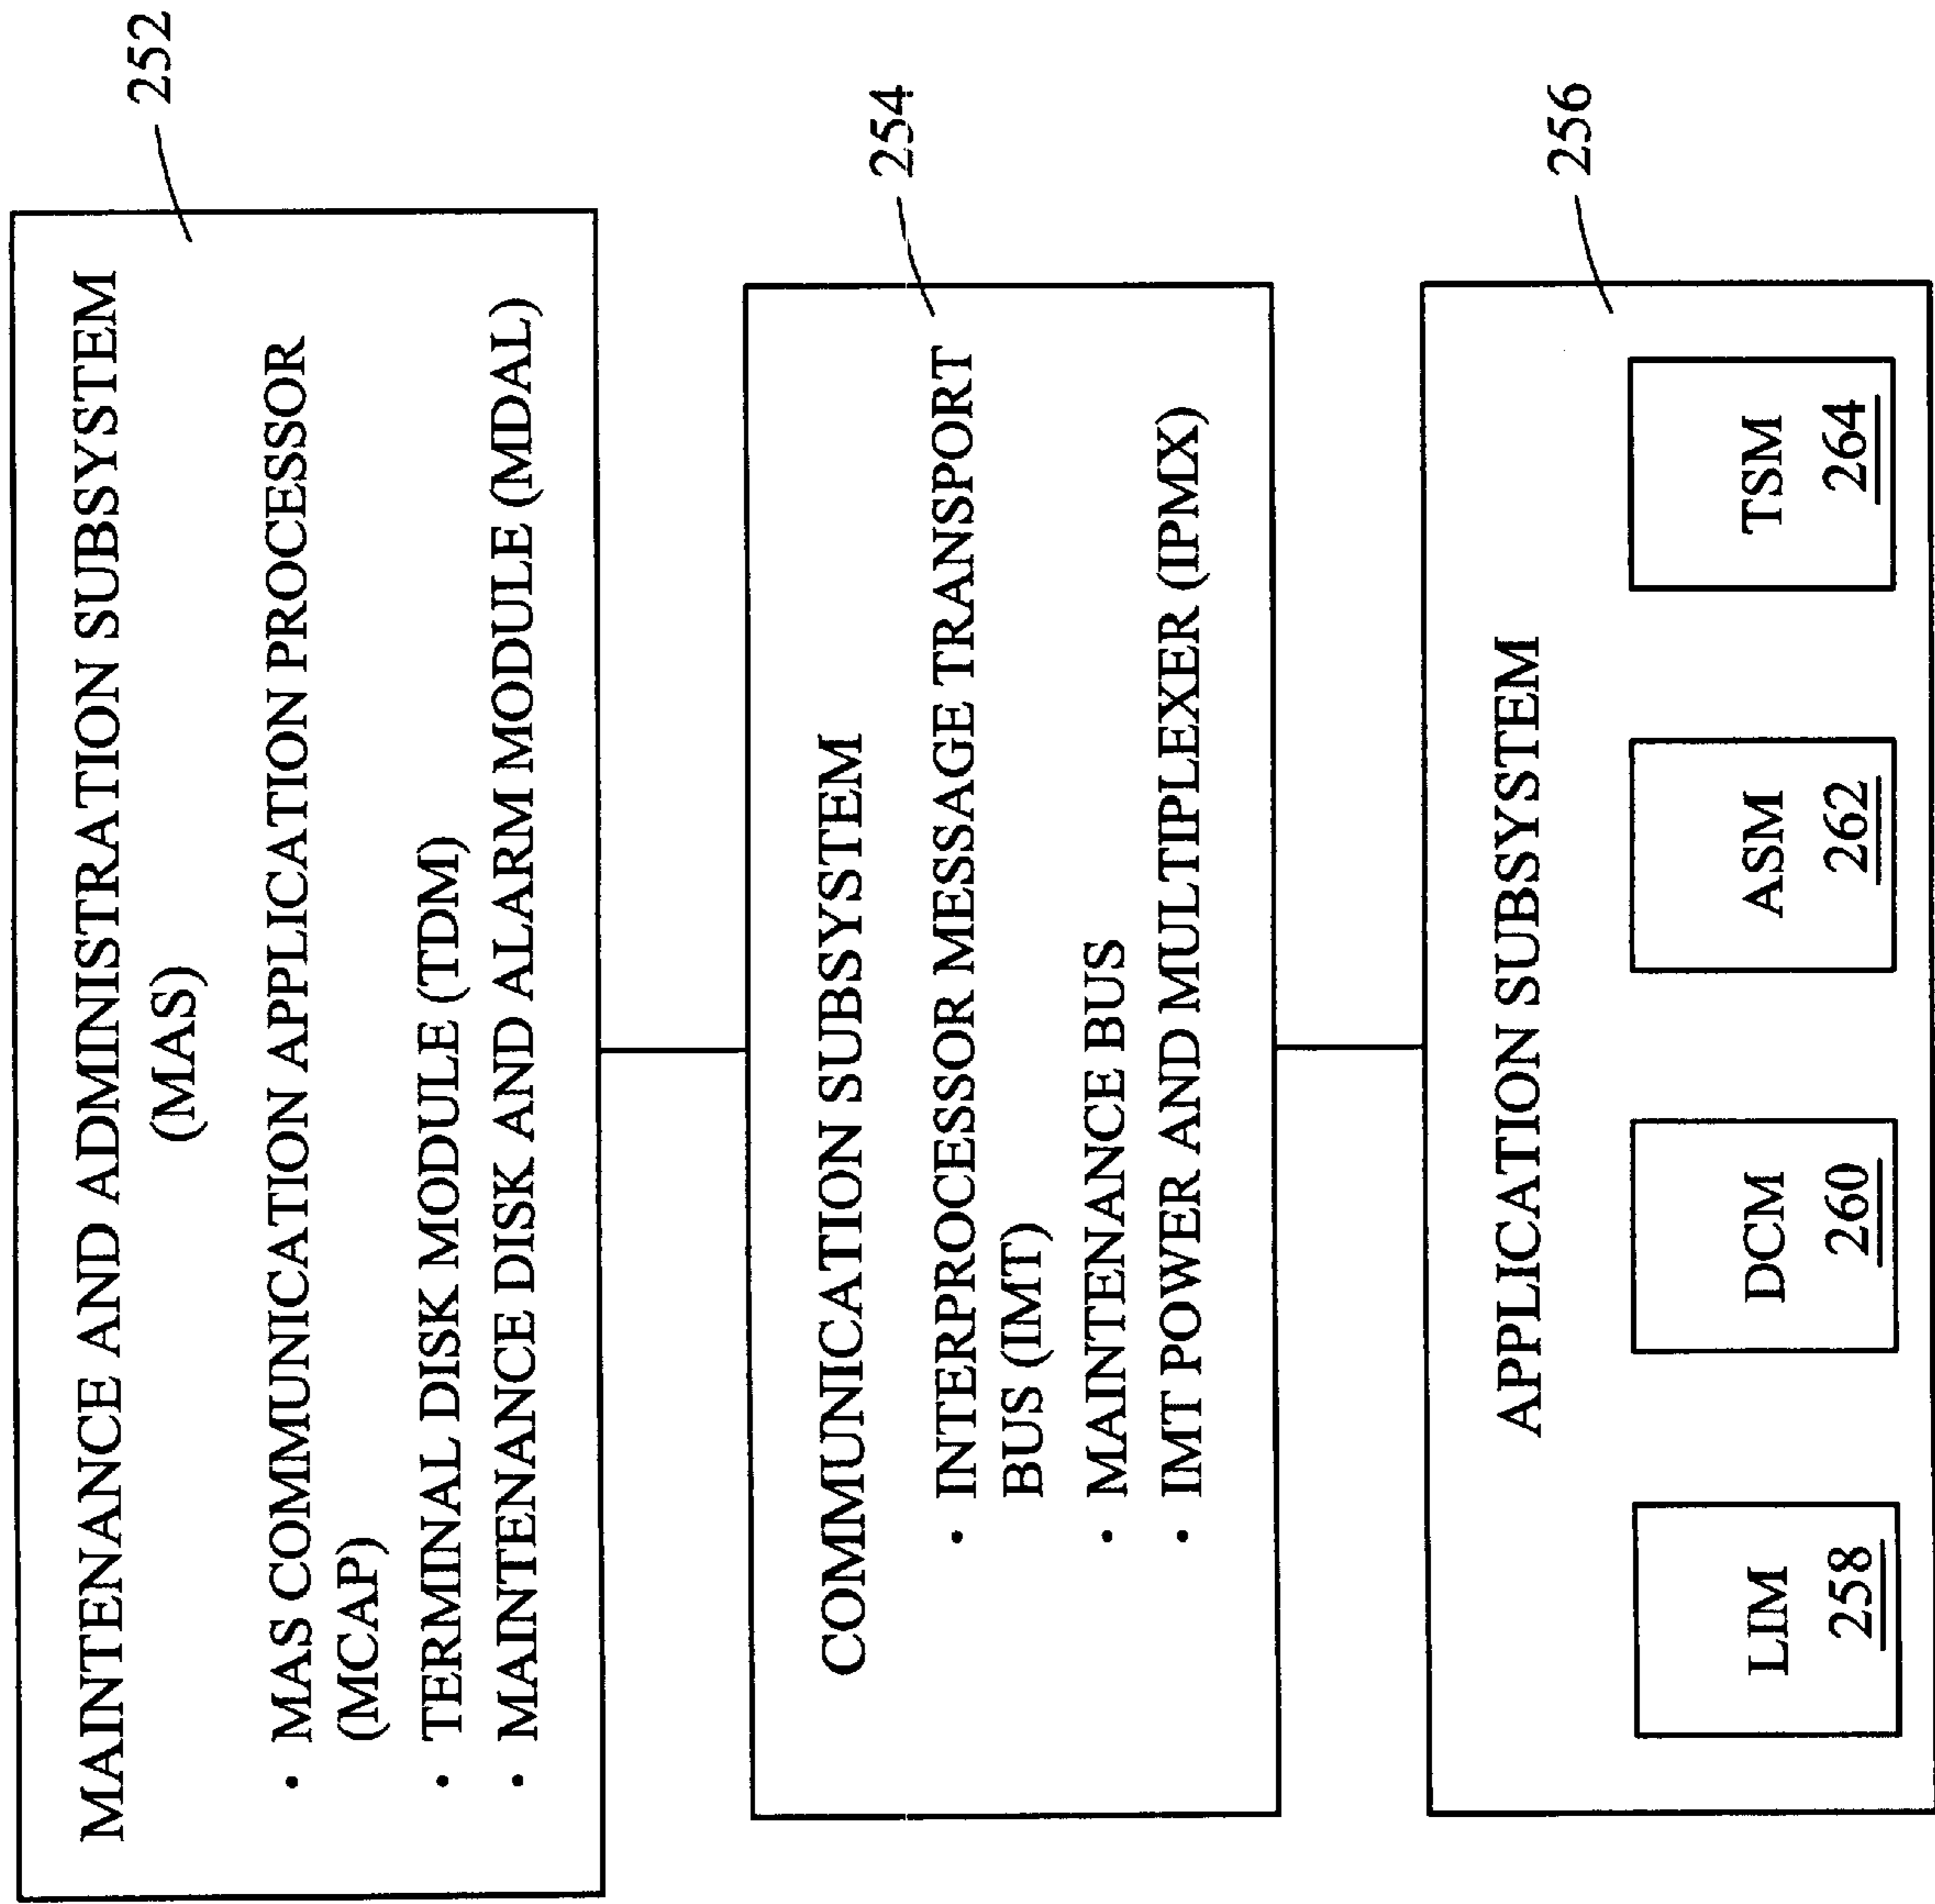 MAINTENANCE AND ADMINISTRATION SUBSYSTEM
(MAS)
252
· MAS COMMUNICATION APPLICATION PROCESSOR
(MCAP)
· TERMINAL DISK MODULE (TDM)
· MAINTENANCE DISK AND ALARM MODULE (MDAL)
COMMUNICATION SUBSYSTEM
254
· INTERPROCESSOR MESSAGE TRANSPORT
BUS (IMT)
· MAINTENANCE BUS
· IMT POWER AND MULTIPLEXER (IPMX)
APPLICATION SUBSYSTEM
256
LIM
258
DCM
260
ASM
262
TSM
264